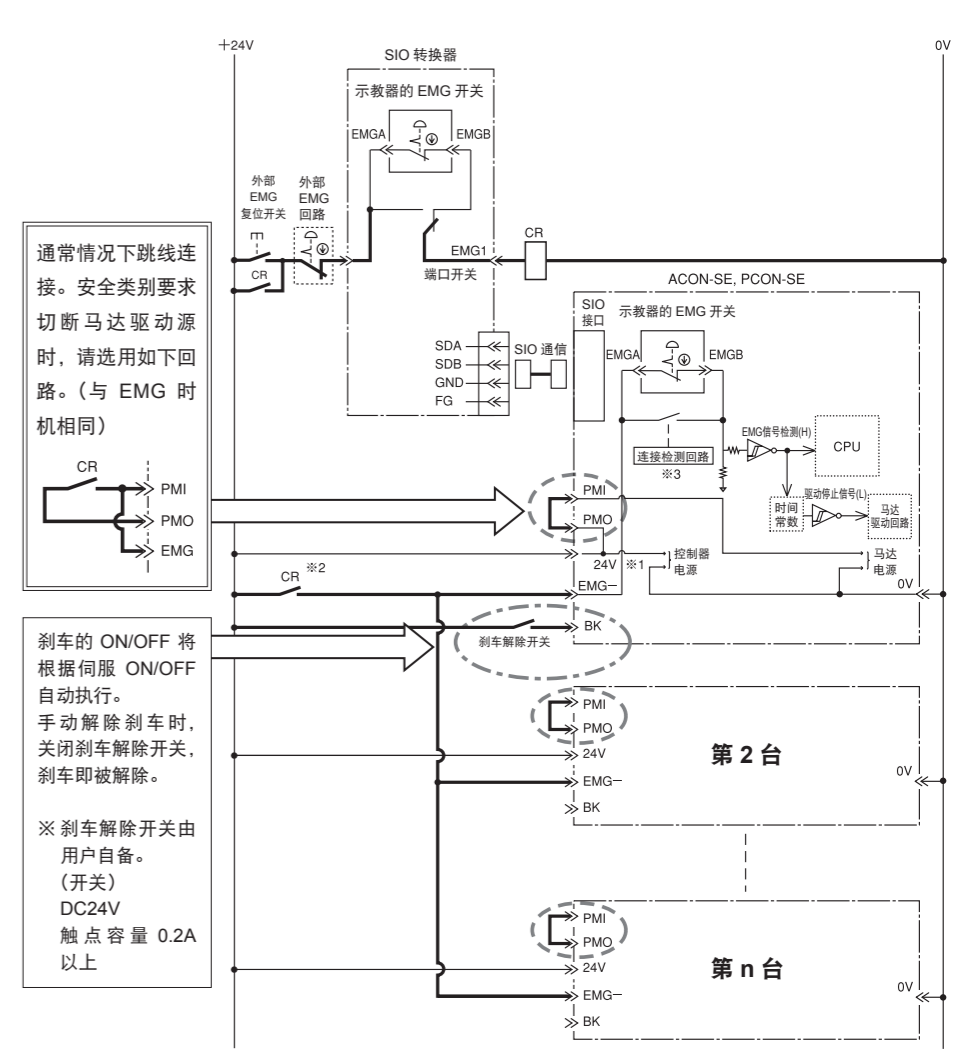 +24V
0V
SIO 转换器
示教器的 EMG 开关
EMGA
EMGB
外部
EMG
复位开关
外部
EMG
回路
CR
EMG1
端口开关
CR
通常情况下跳线连
接。安全类别要求
切断马达驱动源
时，请选用如下回
路。(与 EMG 时
机相同)
CR
PMI
PMO
EMG
SDA
SDB
GND
FG
SIO 通信
ACON-SE, PCON-SE
SIO
接口
示教器的 EMG 开关
EMGA
EMGB
连接检测回路
※3
EMG信号检测(H)
CPU
时间
常数
驱动停止信号(L)
马达
驱动回路
PMI
PMO
24V
※1
控制器
电源
马达
电源
0V
CR
※2
EMG-
BK
刹车解除开关
刹车的 ON/OFF 将
根据伺服 ON/OFF
自动执行。
手动解除刹车时,
关闭刹车解除开关,
刹车即被解除。
※ 刹车解除开关由
用户自备。
(开关)
DC24V
触点容量 0.2A
以上
PMI
PMO
24V
EMG-
BK
第 2 台
0V
PMI
PMO
24V
EMG-
BK
第 n 台
0V